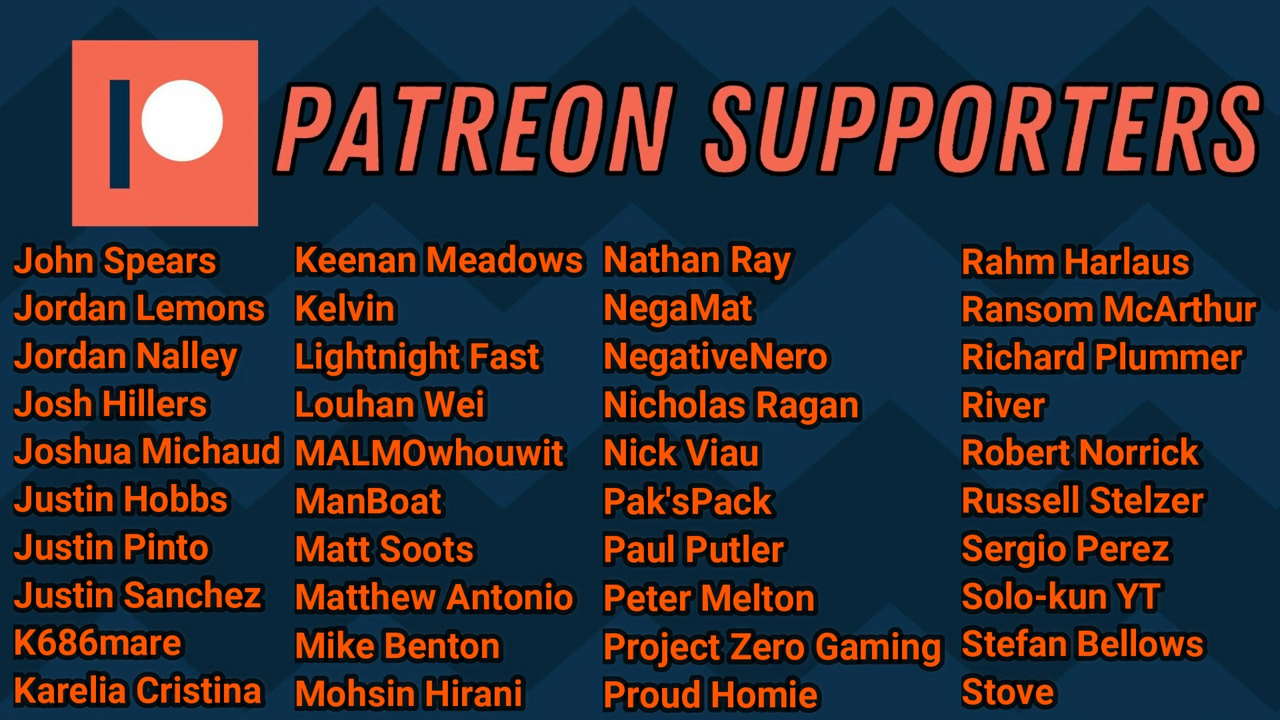 PATREON SUPPORTERS
John Spears
Jordan Lemons
Jordan Nalley
Josh Hillers
Joshua Michaud
Justin Hobbs
Justin Pinto
Justin Sanchez
K686mare
Karelia Cristina
Keenan Meadows
Kelvin
Lightnight Fast
Louhan Wei
MALMOwhouwit
ManBoat
Matt Soots
Matthew Antonio
Mike Benton
Mohsin Hirani
Nathan Ray
NegaMat
NegativeNero
Nicholas Ragan
Nick Viau
Pak'sPack
Paul Putler
Peter Melton
Project Zero Gaming
Proud Homie
Rahm Harlaus
Ransom McArthur
Richard Plummer
River
Robert Norrick
Russell Stelzer
Sergio Perez
Solo-kun YT
Stefan Bellows
Stove